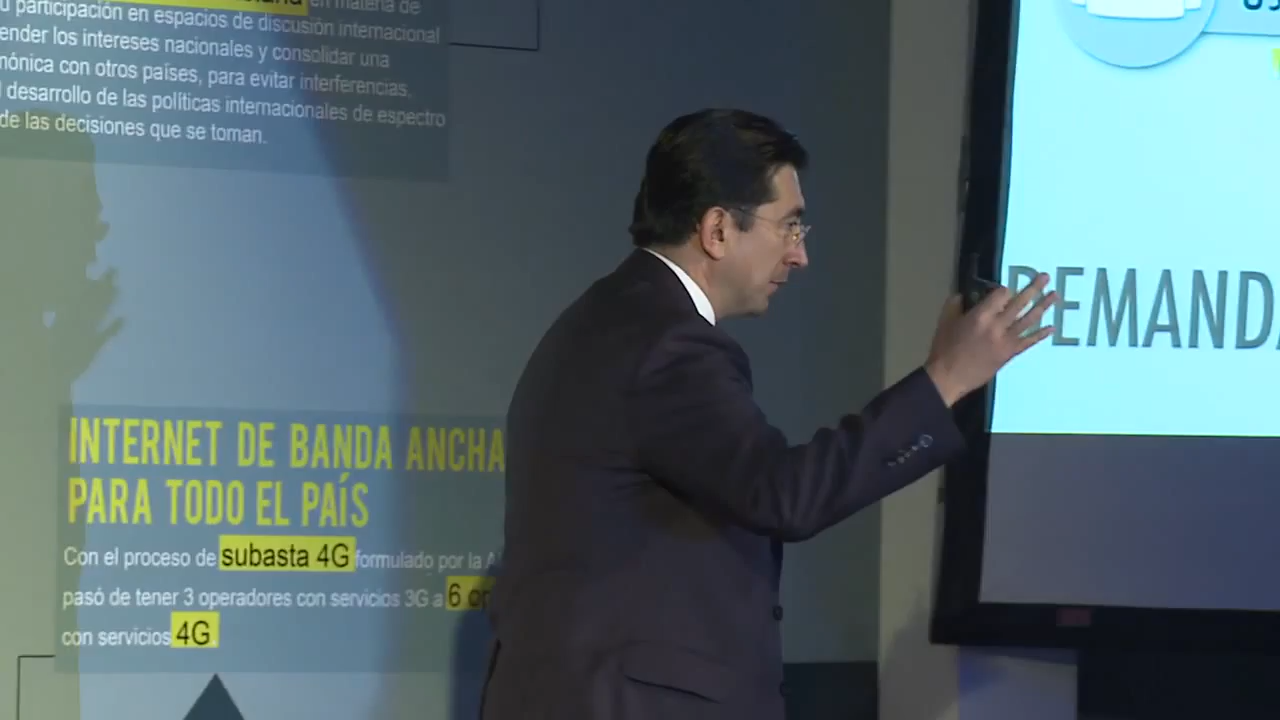 en materia de
participación en espacios de discusión internacional
ender los intereses nacionales y consolidar una
mónica con otros países, para evitar interferencias,
desarrollo de las políticas internacionales de espectro
de las decisiones que se toman.
INTERNET DE BANDA ANCHA
PARA TODO EL PAÍS
Con el proceso de subasta 4G formulado por la A
pasó de tener 3 operadores con servicios 3G a 6 op
con servicios 4G.
DEMANDA